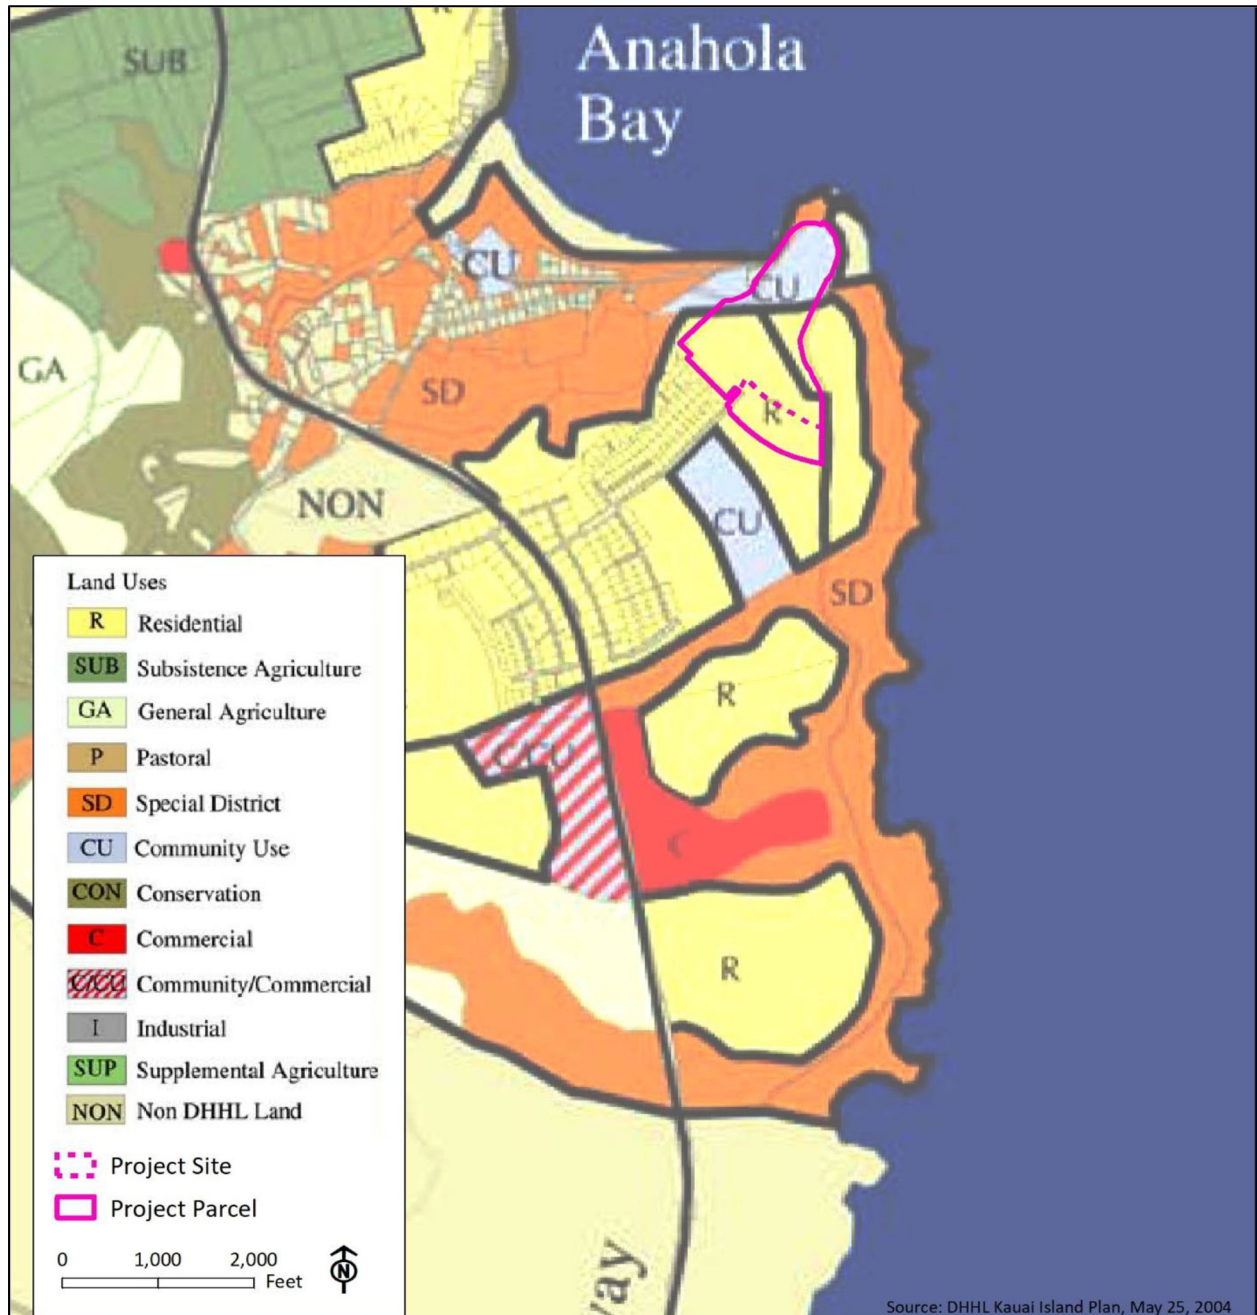 R
SUB
Anahola
Bay
CU
CU
GA
SD
R
NON
CU
SD
R
C/CU
C
R
Land Uses
R Residential
SUB Subsistence Agriculture
GA General Agriculture
P Pastoral
SD Special District
CU Community Use
CON Conservation
C Commercial
C/CU Community/Commercial
I Industrial
SUP Supplemental Agriculture
NON Non DHHL Land
Project Site
Project Parcel
0 1,000 2,000
Feet
N
way
Source: DHHL Kauai Island Plan, May 25, 2004